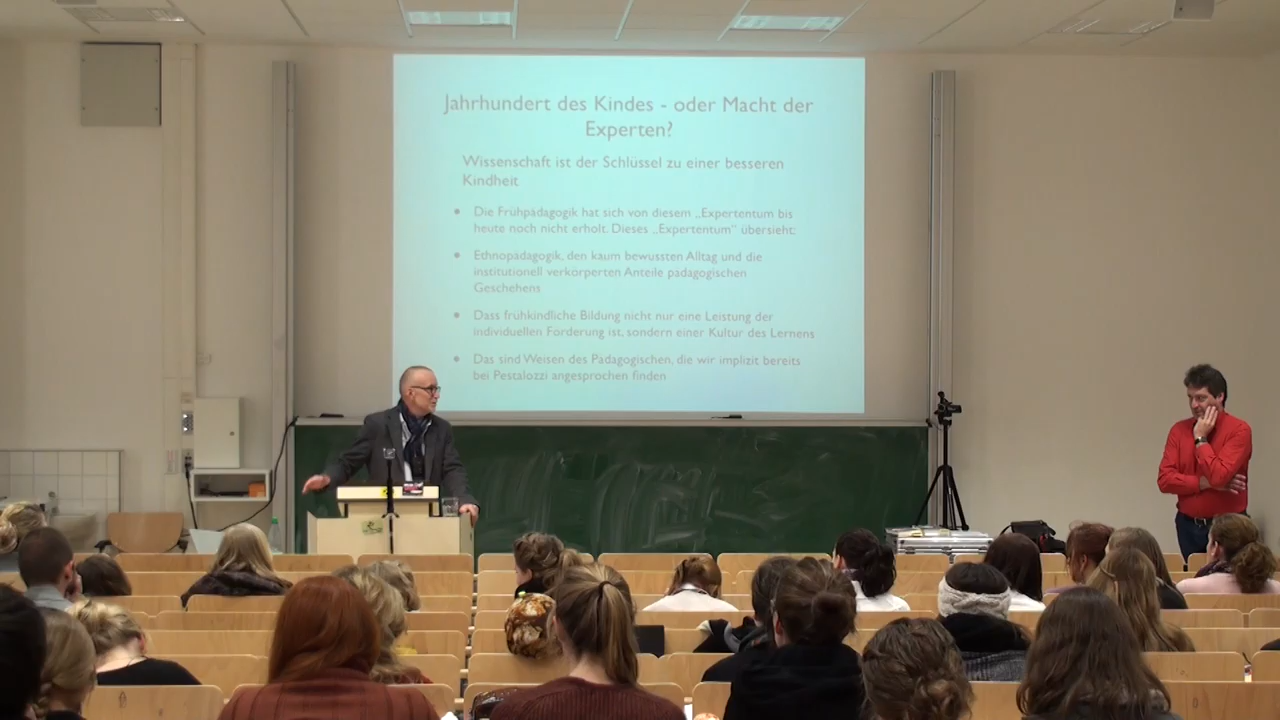 Jahrhundert des Kindes - oder Macht der
Experten?
Wissenschaft ist der Schlüssel zu einer besseren
Kindheit
• Die Frühpädagogik hat sich von diesem „Expertentum bis
heute noch nicht erholt. Dieses „Expertentum" übersieht:
• Ethnopädagogik, den kaum bewussten Alltag und die
institutionell verkörperten Anteile pädagogischen
Geschehens
• Dass frühkindliche Bildung nicht nur eine Leistung der
individuellen Förderung ist, sondern einer Kultur des Lernens
• Das sind Weisen des Pädagogischen, die wir implizit bereits
bei Pestalozzi angesprochen finden